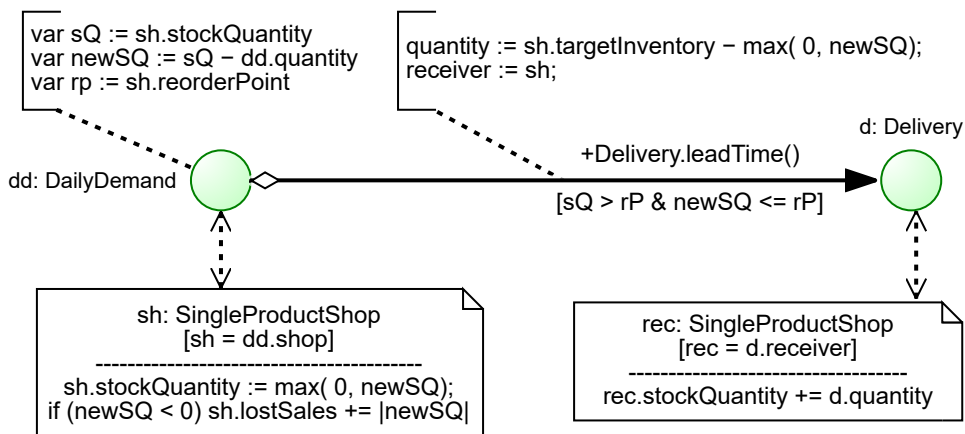 var sQ := sh.stockQuantity
var newSQ := sQ − dd.quantity
var rp := sh.reorderPoint
quantity := sh.targetInventory − max( 0, newSQ);
receiver := sh;
d: Delivery
+Delivery.leadTime()
dd: DailyDemand
[sQ > rP & newSQ <= rP]
sh: SingleProductShop
[sh = dd.shop]
----------------------------------------
sh.stockQuantity := max( 0, newSQ);
if (newSQ < 0) sh.lostSales += |newSQ|
rec: SingleProductShop
[rec = d.receiver]
----------------------------------
rec.stockQuantity += d.quantity